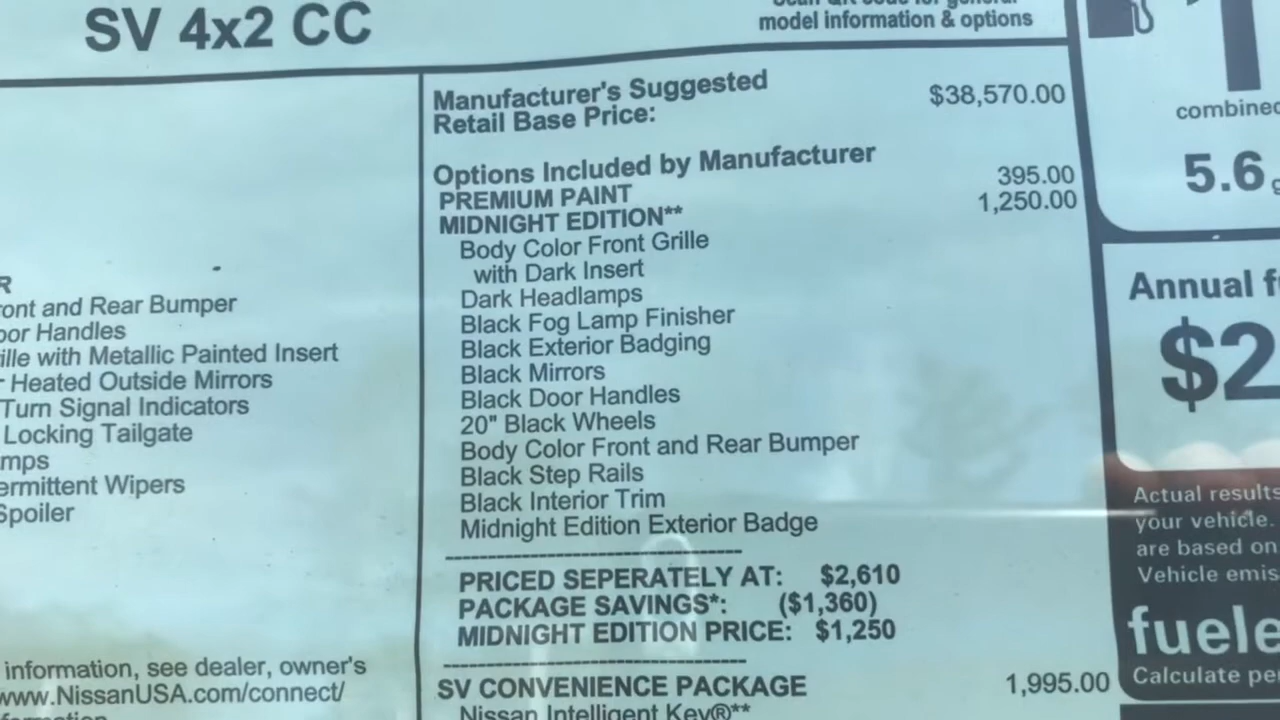 SV 4x2 CC
model information & options
Manufacturer's Suggested
Retail Base Price: $38,570.00
Options Included by Manufacturer
PREMIUM PAINT 395.00
MIDNIGHT EDITION** 1,250.00
Body Color Front Grille
with Dark Insert
Dark Headlamps
Black Fog Lamp Finisher
Black Exterior Badging
Black Mirrors
Black Door Handles
20" Black Wheels
Body Color Front and Rear Bumper
Black Step Rails
Black Interior Trim
Midnight Edition Exterior Badge
PRICED SEPERATELY AT: $2,610
PACKAGE SAVINGS*: ($1,360)
MIDNIGHT EDITION PRICE: $1,250
SV CONVENIENCE PACKAGE 1,995.00
Nissan Intelligent Key®**
R
ront and Rear Bumper
oor Handles
ille with Metallic Painted Insert
r Heated Outside Mirrors
Turn Signal Indicators
Locking Tailgate
mps
ermittent Wipers
Spoiler
information, see dealer, owner's
www.NissanUSA.com/connect/
combined
5.6
Annual f
$2
Actual results
your vehicle.
are based on
Vehicle emis
fuele
Calculate pe